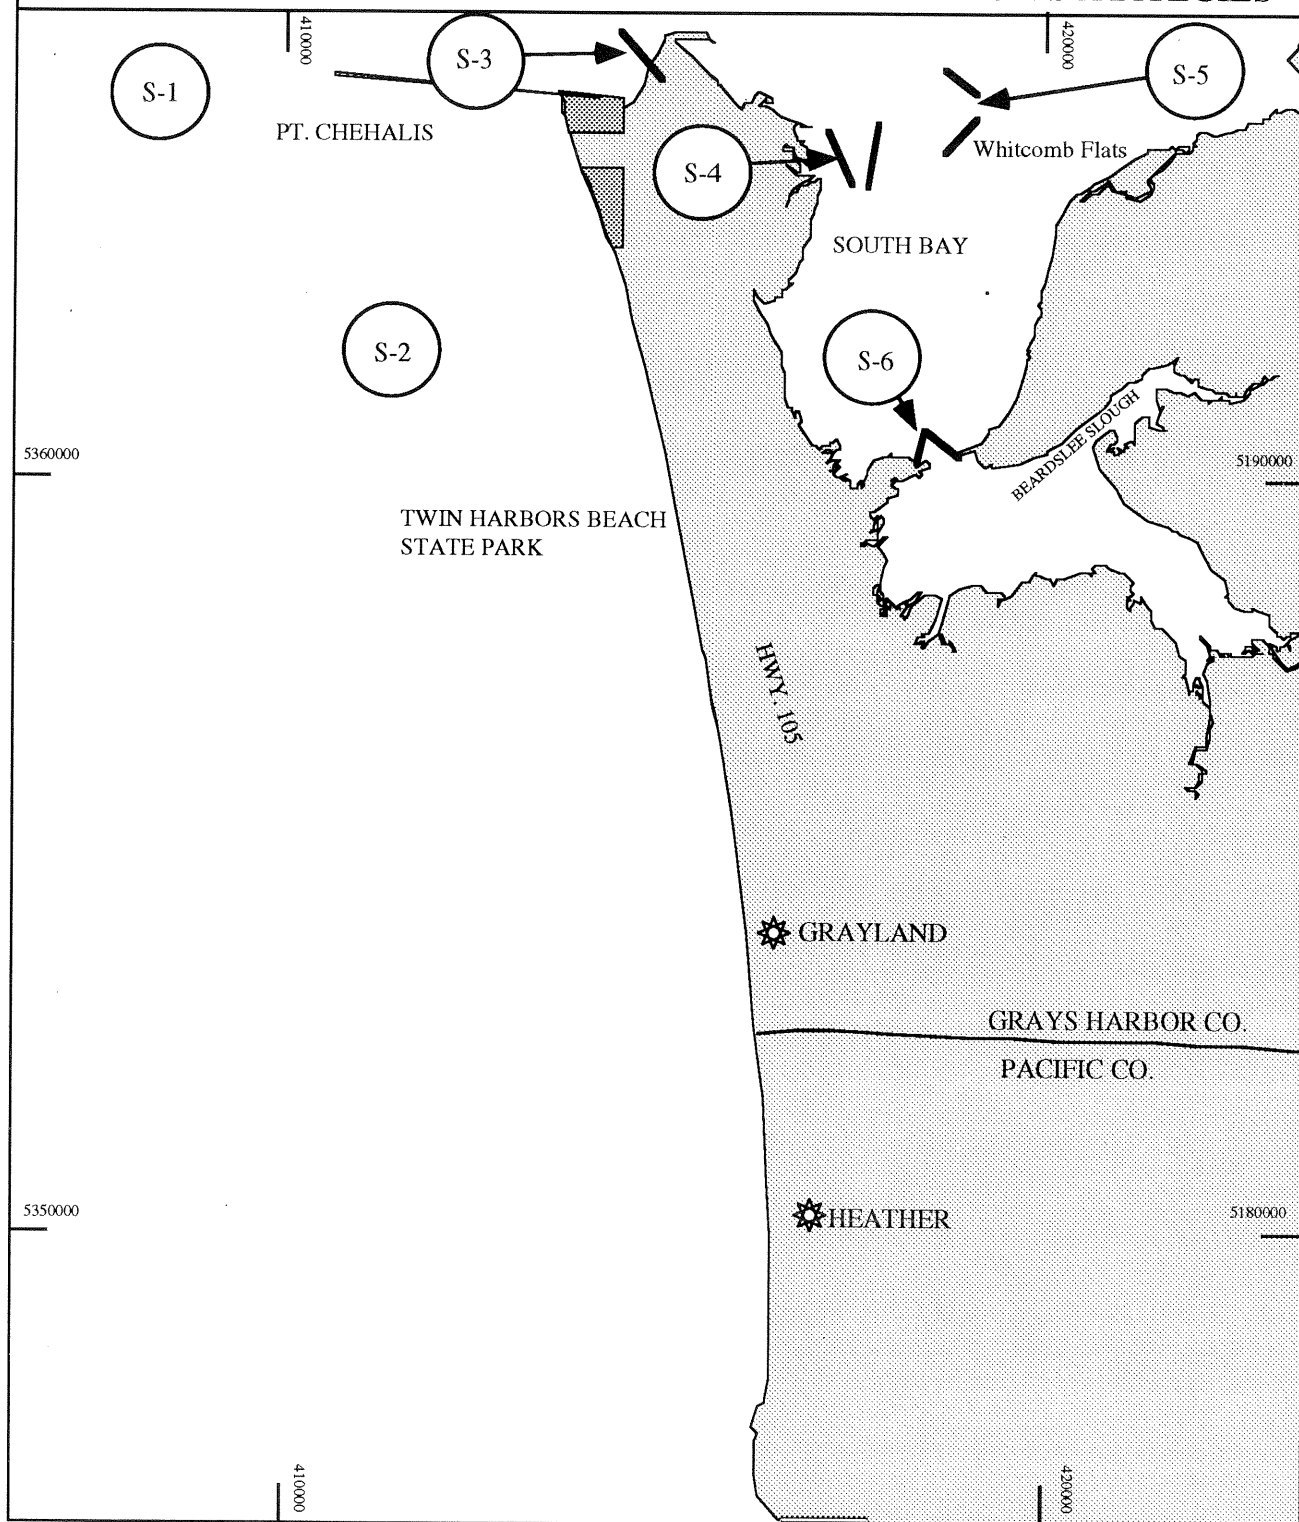 410000
420000
S-3
S-5
S-1
PT. CHEHALIS
Whitcomb Flats
S-4
SOUTH BAY
S-2
S-6
BEARDSLEE SLOUGH
5360000
5190000
TWIN HARBORS BEACH
STATE PARK
HWY. 105
GRAYLAND
GRAYS HARBOR CO.
PACIFIC CO.
5350000
5180000
HEATHER
410000
420000